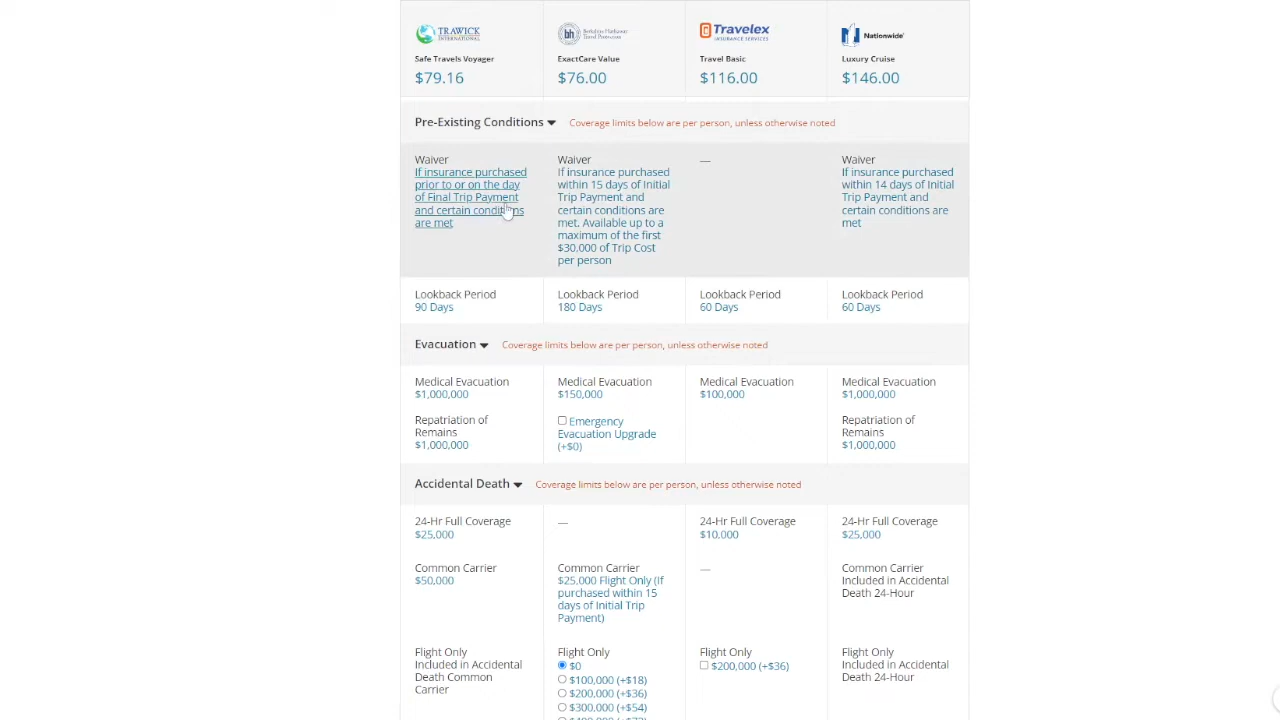 TRAWICK
INTERNATIONAL
Safe Travels Voyager
$79.16
bh Berkshire Hathaway
Travel Protection
ExactCare Value
$76.00
Travelex
INSURANCE SERVICES
Travel Basic
$116.00
Nationwide
Luxury Cruise
$146.00
Pre-Existing Conditions
Coverage limits below are per person, unless otherwise noted
Waiver
If insurance purchased
prior to or on the day
of Final Trip Payment
and certain conditions
are met
Waiver
If insurance purchased
within 15 days of Initial
Trip Payment and
certain conditions are
met. Available up to a
maximum of the first
$30,000 of Trip Cost
per person
—
Waiver
If insurance purchased
within 14 days of Initial
Trip Payment and
certain conditions are
met
Lookback Period
90 Days
Lookback Period
180 Days
Lookback Period
60 Days
Lookback Period
60 Days
Evacuation
Coverage limits below are per person, unless otherwise noted
Medical Evacuation
$1,000,000
Medical Evacuation
$150,000
Medical Evacuation
$100,000
Medical Evacuation
$1,000,000
Repatriation of
Remains
$1,000,000
Emergency
Evacuation Upgrade
(+$0)
Repatriation of
Remains
$1,000,000
Accidental Death
Coverage limits below are per person, unless otherwise noted
24-Hr Full Coverage
$25,000
—
24-Hr Full Coverage
$10,000
24-Hr Full Coverage
$25,000
Common Carrier
$50,000
Common Carrier
$25,000 Flight Only (If
purchased within 15
days of Initial Trip
Payment)
—
Common Carrier
Included in Accidental
Death 24-Hour
Flight Only
Included in Accidental
Death Common
Carrier
Flight Only
$0
$100,000 (+$18)
$200,000 (+$36)
$300,000 (+$54)
Flight Only
$200,000 (+$36)
Flight Only
Included in Accidental
Death 24-Hour